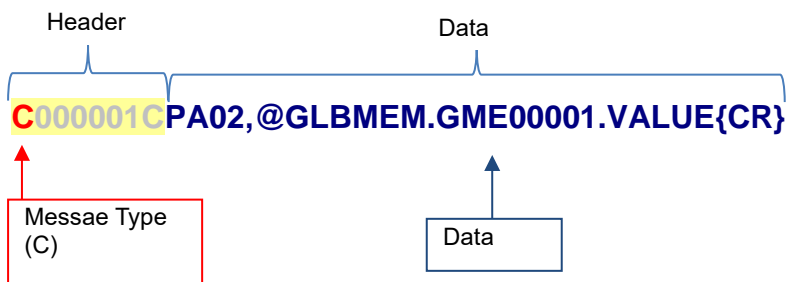 Header
Data
C000001CPA02,@GLBMEM.GME00001.VALUE{CR}
Messae Type
(C)
Data